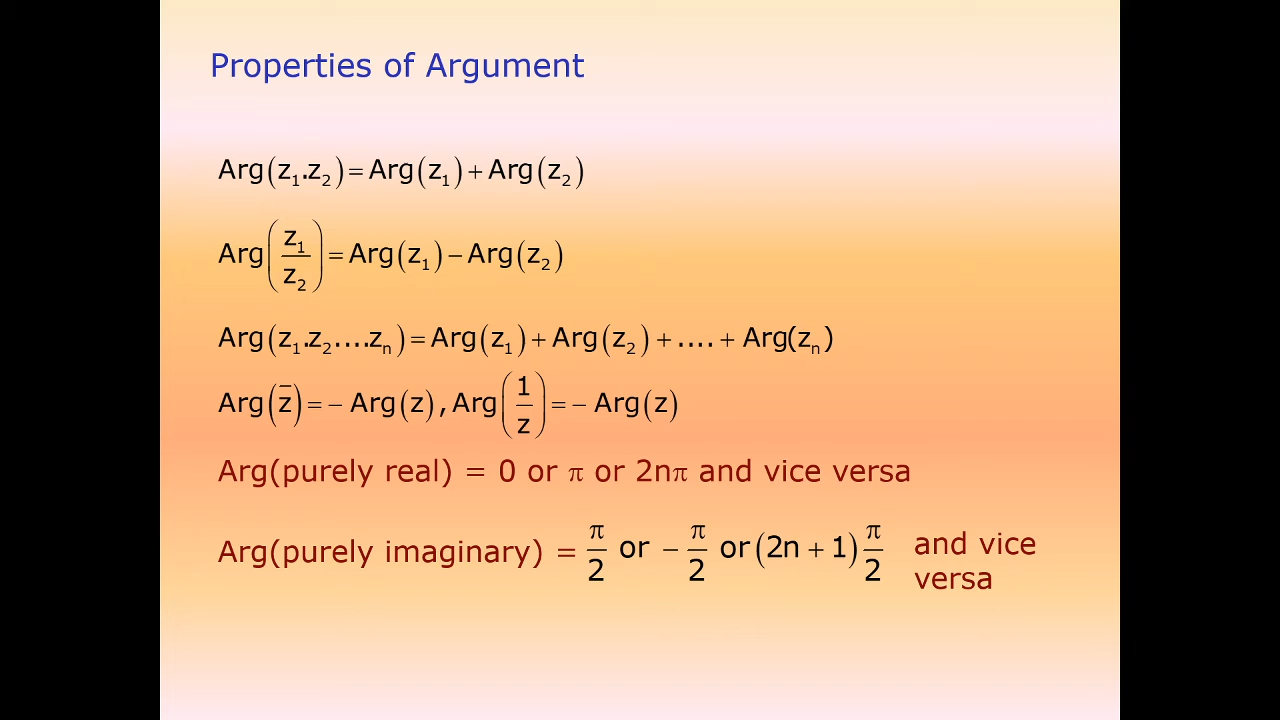 Properties of Argument
Arg(z₁.z₂) = Arg(z₁) + Arg(z₂)
Arg(z₁/z₂) = Arg(z₁) − Arg(z₂)
Arg(z₁.z₂....zₙ) = Arg(z₁) + Arg(z₂) + .... + Arg(zₙ)
Arg(z̅) = − Arg(z) , Arg(1/z) = − Arg(z)
Arg(purely real) = 0 or π or 2nπ and vice versa
Arg(purely imaginary) = π/2 or − π/2 or (2n + 1) π/2 and vice
versa